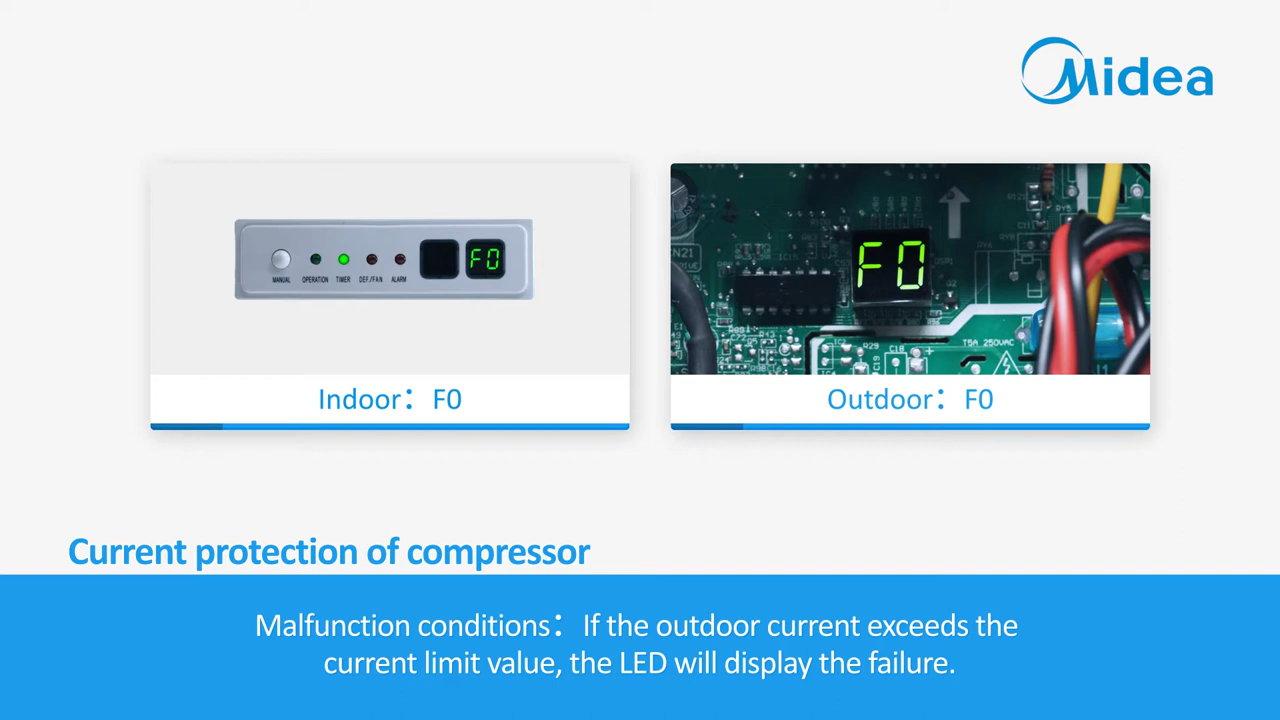 Midea
MANUAL OPERATION TIMER DEF./FAN ALARM
F0
F0
T5A 250VAC
Indoor：F0
Outdoor：F0
Current protection of compressor
Malfunction conditions：If the outdoor current exceeds the
current limit value, the LED will display the failure.